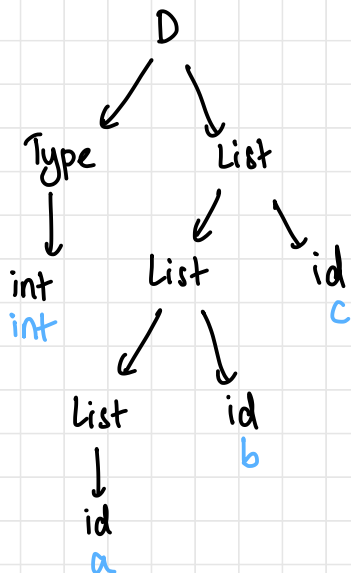 D
Type List
int List id
int c
List id
b
id
a